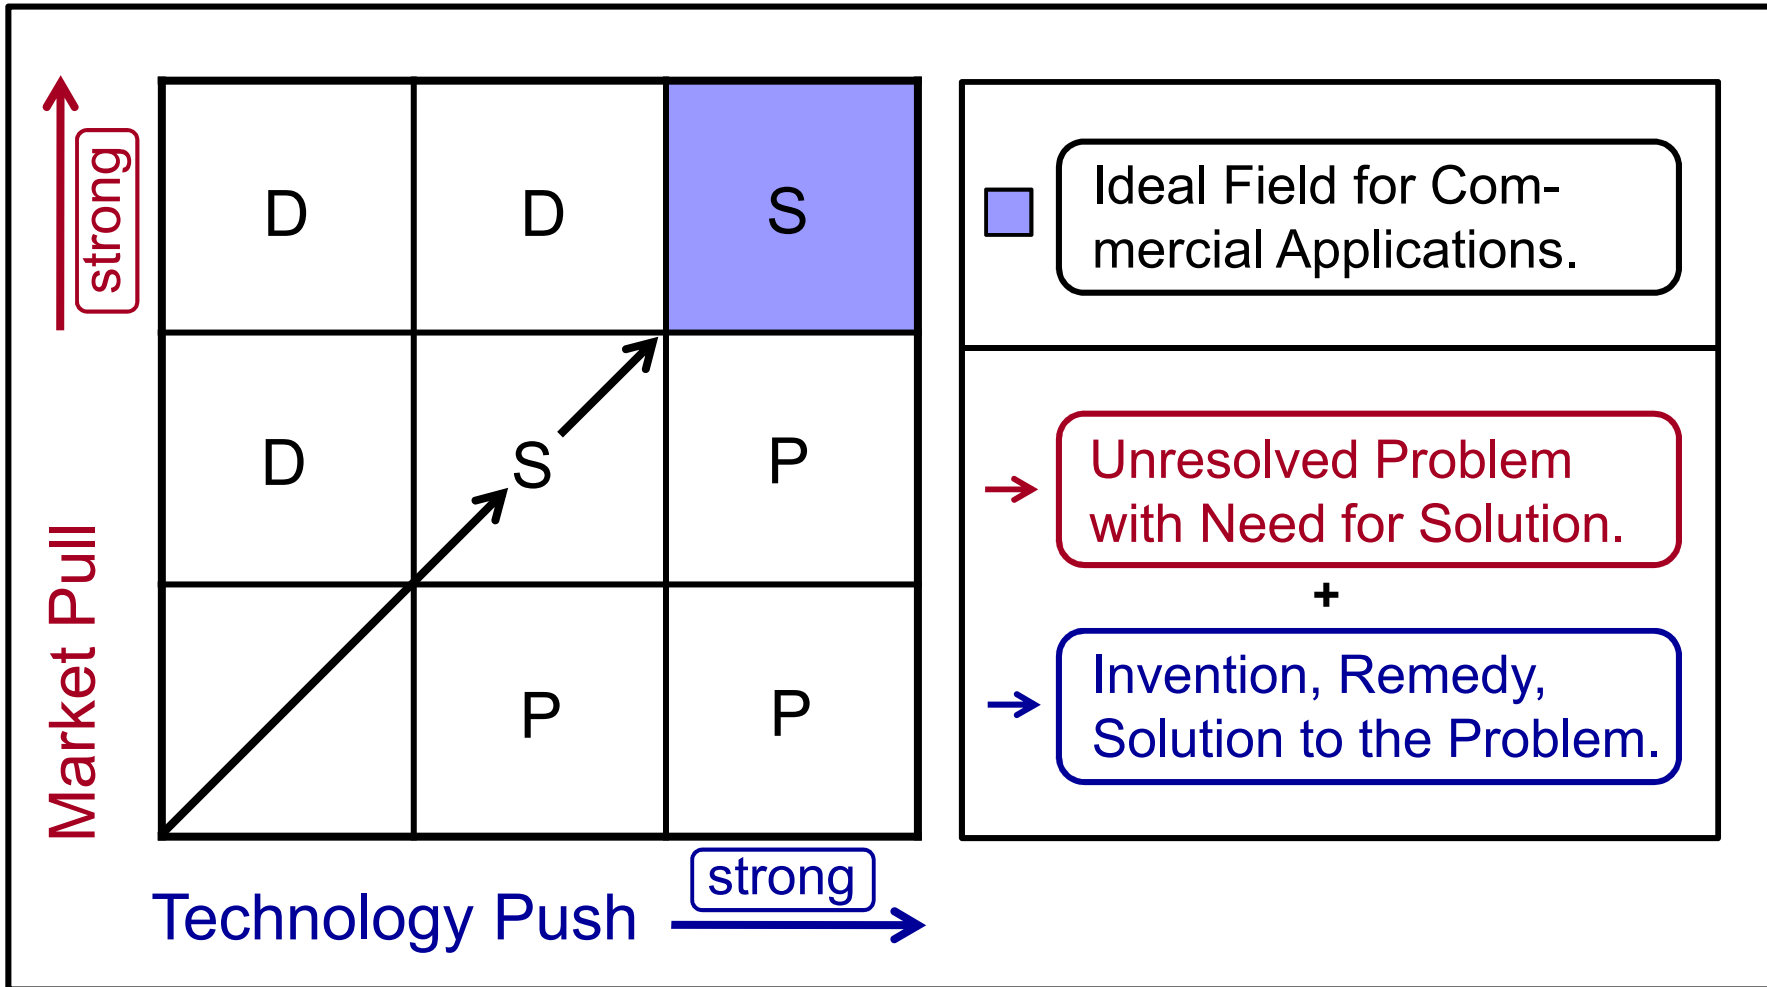 strong
Market Pull
D
D
S
D
S
P
P
P
strong
Technology Push
Ideal Field for Com-
mercial Applications.
Unresolved Problem
with Need for Solution.
+
Invention, Remedy,
Solution to the Problem.